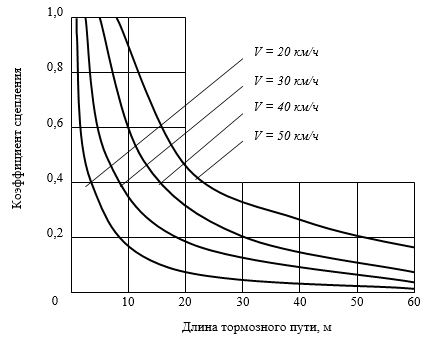 1,0
0,8
0,6
0,4
0,2
0
Коэффициент сцепления
V = 20 км/ч
V = 30 км/ч
V = 40 км/ч
V = 50 км/ч
10 20 30 40 50 60
Длина тормозного пути, м